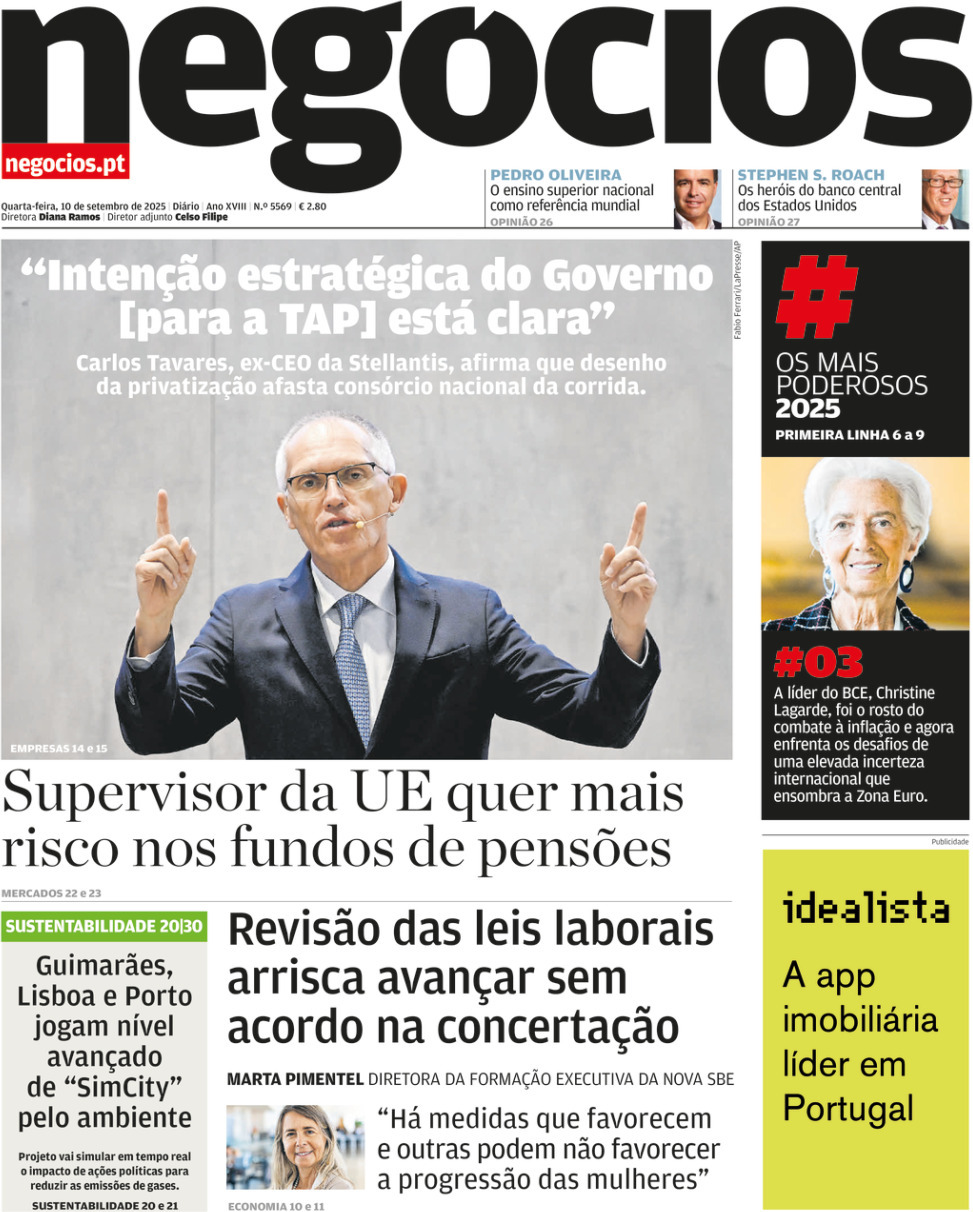 negocios
negocios.pt
Quarta-feira, 10 de setembro de 2025 | Diário | Ano XVIII | N.º 5569 | € 2.80
Diretora Diana Ramos | Diretor adjunto Celso Filipe
PEDRO OLIVEIRA
O ensino superior nacional
como referência mundial
OPINIÃO 26
STEPHEN S. ROACH
Os heróis do banco central
dos Estados Unidos
OPINIÃO 27
“Intenção estratégica do Governo
[para a TAP] está clara”
Carlos Tavares, ex-CEO da Stellantis, afirma que desenho
da privatização afasta consórcio nacional da corrida.
EMPRESAS 14 e 15
Fabio Ferrari/LaPresse/AP
#
OS MAIS
PODEROSOS
2025
PRIMEIRA LINHA 6 a 9
#03
A líder do BCE, Christine
Lagarde, foi o rosto do
combate à inflação e agora
enfrenta os desafios de
uma elevada incerteza
internacional que
ensombra a Zona Euro.
Supervisor da UE quer mais
risco nos fundos de pensões
MERCADOS 22 e 23
SUSTENTABILIDADE 20|30
Guimarães,
Lisboa e Porto
jogam nível
avançado
de “SimCity”
pelo ambiente
Projeto vai simular em tempo real
o impacto de ações políticas para
reduzir as emissões de gases.
SUSTENTABILIDADE 20 e 21
Revisão das leis laborais
arrisca avançar sem
acordo na concertação
MARTA PIMENTEL DIRETORA DA FORMAÇÃO EXECUTIVA DA NOVA SBE
“Há medidas que favorecem
e outras podem não favorecer
a progressão das mulheres”
ECONOMIA 10 e 11
Publicidade
idealista
A app
imobiliária
líder em
Portugal